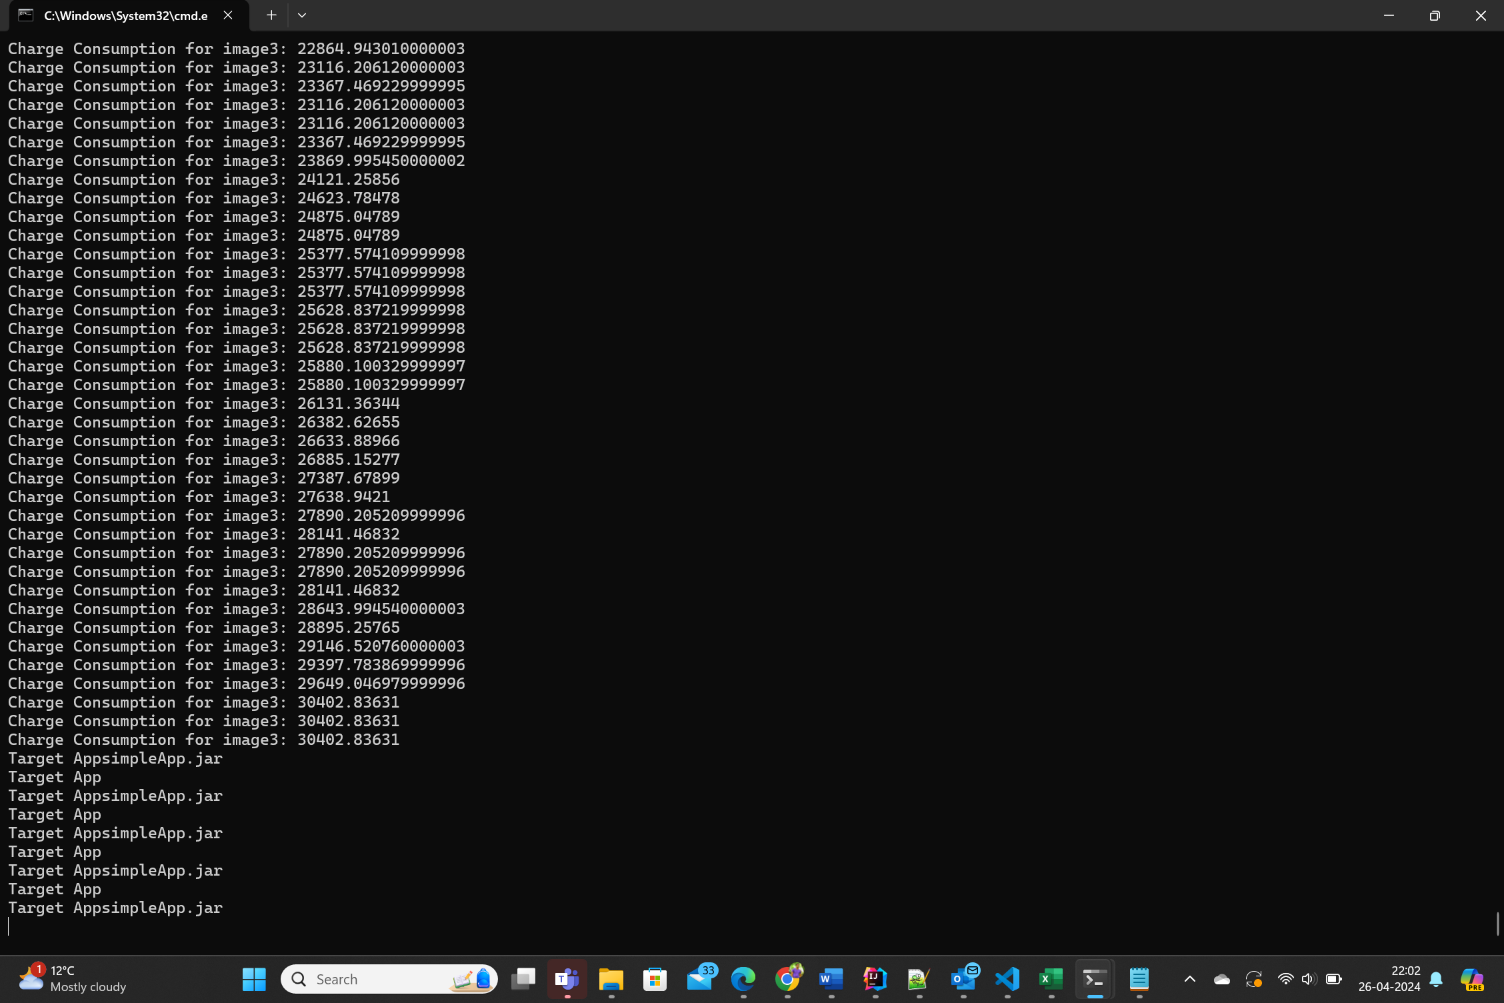 C:\Windows\System32\cmd.e
Charge Consumption for image3: 22864.943010000003
Charge Consumption for image3: 23116.206120000003
Charge Consumption for image3: 23367.469229999995
Charge Consumption for image3: 23116.206120000003
Charge Consumption for image3: 23116.206120000003
Charge Consumption for image3: 23367.469229999995
Charge Consumption for image3: 23869.995450000002
Charge Consumption for image3: 24121.25856
Charge Consumption for image3: 24623.78478
Charge Consumption for image3: 24875.04789
Charge Consumption for image3: 24875.04789
Charge Consumption for image3: 25377.574109999998
Charge Consumption for image3: 25377.574109999998
Charge Consumption for image3: 25377.574109999998
Charge Consumption for image3: 25628.837219999998
Charge Consumption for image3: 25628.837219999998
Charge Consumption for image3: 25628.837219999998
Charge Consumption for image3: 25880.100329999997
Charge Consumption for image3: 25880.100329999997
Charge Consumption for image3: 26131.36344
Charge Consumption for image3: 26382.62655
Charge Consumption for image3: 26633.88966
Charge Consumption for image3: 26885.15277
Charge Consumption for image3: 27387.67899
Charge Consumption for image3: 27638.9421
Charge Consumption for image3: 27890.205209999996
Charge Consumption for image3: 28141.46832
Charge Consumption for image3: 27890.205209999996
Charge Consumption for image3: 27890.205209999996
Charge Consumption for image3: 28141.46832
Charge Consumption for image3: 28643.994540000003
Charge Consumption for image3: 28895.25765
Charge Consumption for image3: 29146.520760000003
Charge Consumption for image3: 29397.783869999996
Charge Consumption for image3: 29649.046979999996
Charge Consumption for image3: 30402.83631
Charge Consumption for image3: 30402.83631
Charge Consumption for image3: 30402.83631
Target AppsimpleApp.jar
Target App
Target AppsimpleApp.jar
Target App
Target AppsimpleApp.jar
Target App
Target AppsimpleApp.jar
Target App
Target AppsimpleApp.jar
1
12°C
Mostly cloudy
Search
33
22:02
26-04-2024
PRE